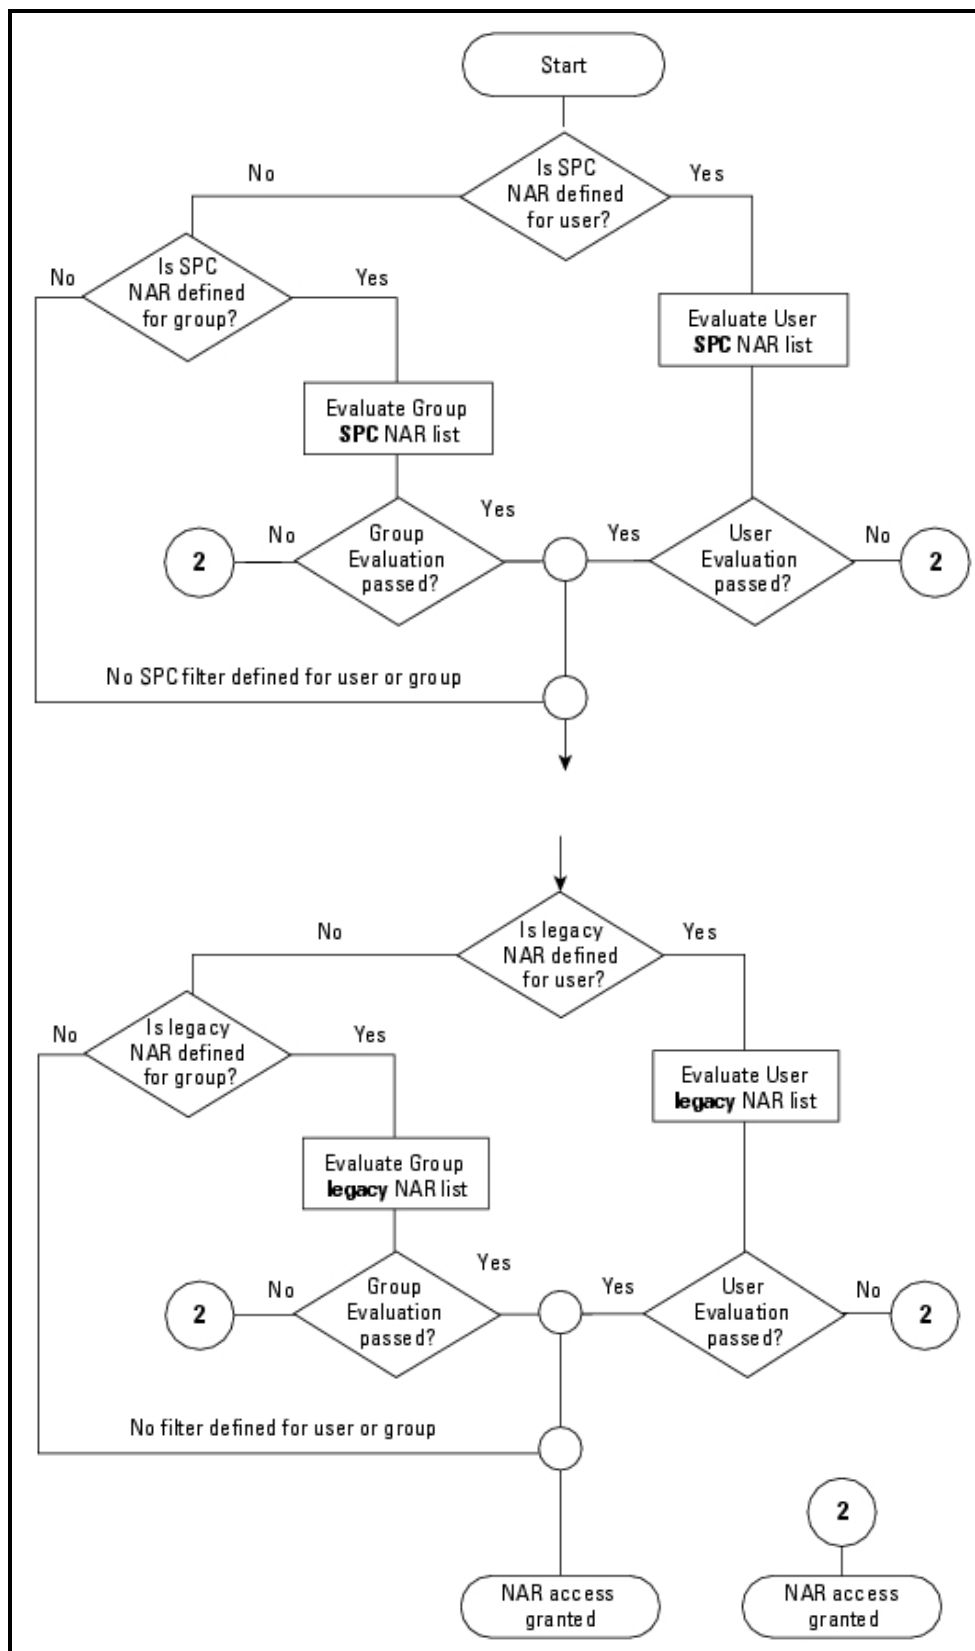 Start
Is SPC
NAR defined
for user?
No
Yes
Is SPC
NAR defined
for group?
No
Yes
Evaluate User
SPC NAR list
Evaluate Group
SPC NAR list
Group
Evaluation
passed?
No
Yes
2
User
Evaluation
passed?
Yes
No
2
No SPC filter defined for user or group
Is legacy
NAR defined
for user?
No
Yes
Is legacy
NAR defined
for group?
No
Yes
Evaluate User
legacy NAR list
Evaluate Group
legacy NAR list
Group
Evaluation
passed?
No
Yes
2
User
Evaluation
passed?
Yes
No
2
No filter defined for user or group
2
NAR access
granted
NAR access
granted